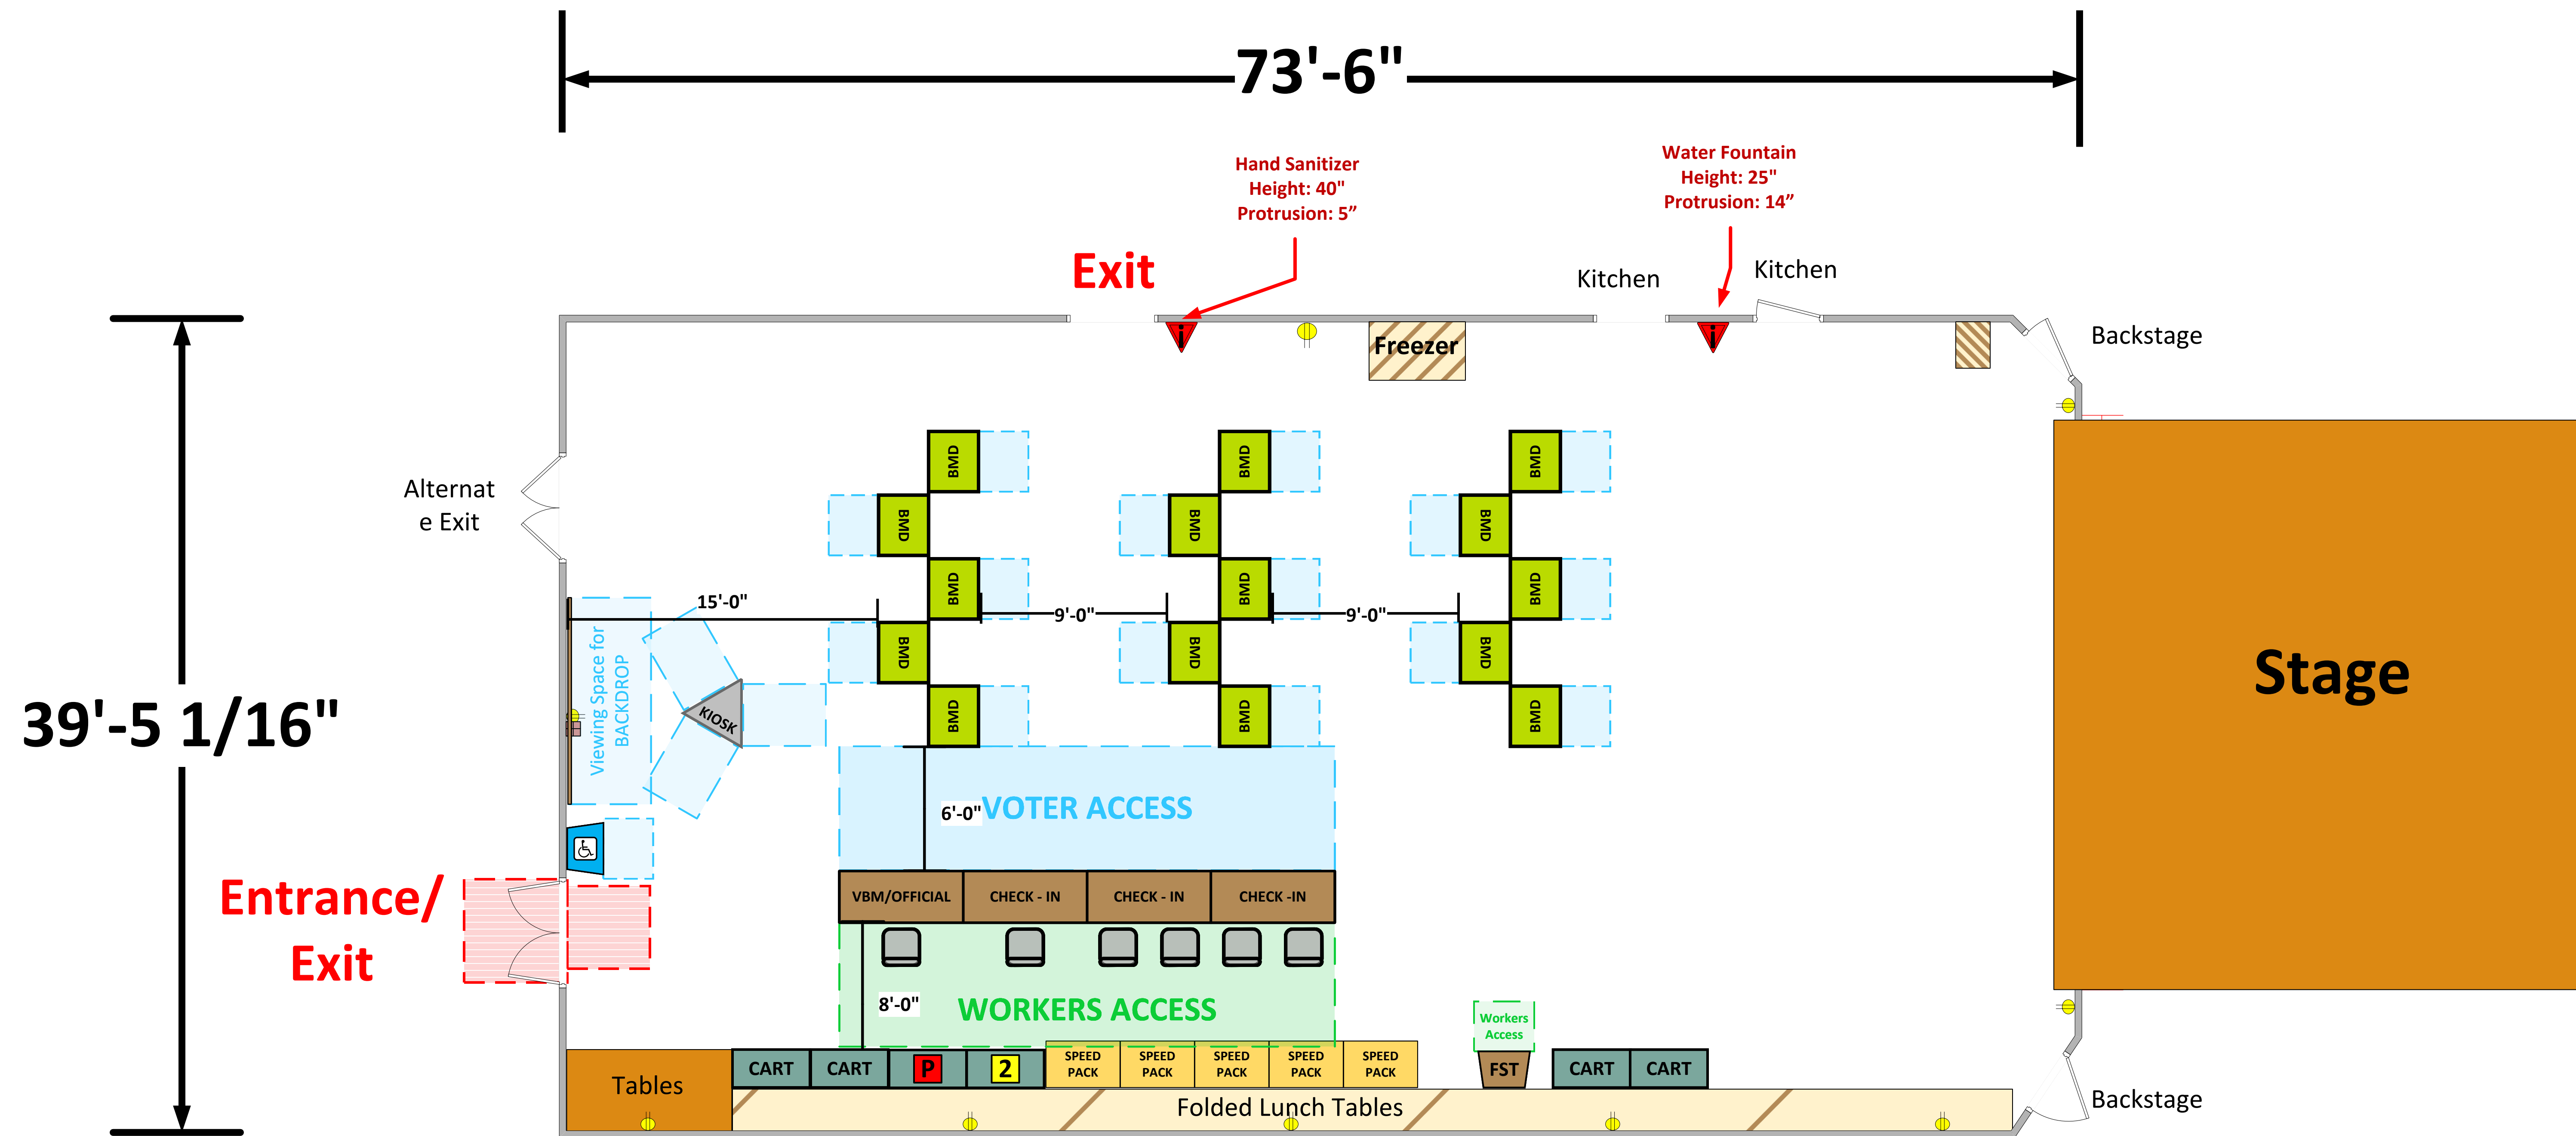 73'-6"
Hand Sanitizer
Height: 40"
Protrusion: 5”
Water Fountain
Height: 25"
Protrusion: 14”
Exit
Kitchen
Kitchen
i
i
Freezer
Backstage
BMD
BMD
BMD
Alternat
e Exit
BMD
BMD
BMD
BMD
BMD
BMD
15'-0"
9'-0"
9'-0"
BMD
BMD
BMD
Stage
39'-5 1/16"
Viewing Space for
BACKDROP
KIOSK
BMD
BMD
BMD
6'-0"
VOTER ACCESS
Entrance/
Exit
VBM/OFFICIAL
CHECK - IN
CHECK - IN
CHECK -IN
8'-0"
WORKERS ACCESS
Workers
Access
Tables
CART
CART
P
2
SPEED
PACK
SPEED
PACK
SPEED
PACK
SPEED
PACK
SPEED
PACK
FST
CART
CART
Folded Lunch Tables
Backstage